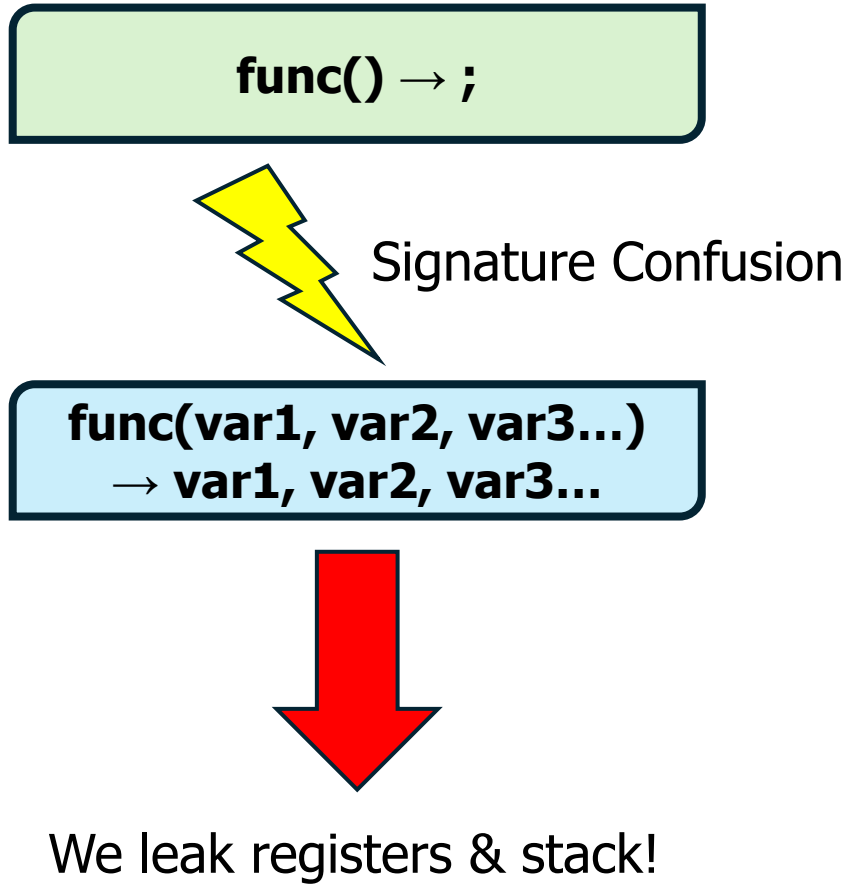 func() → ;
Signature Confusion
func(var1, var2, var3…)
→ var1, var2, var3…
We leak registers & stack!